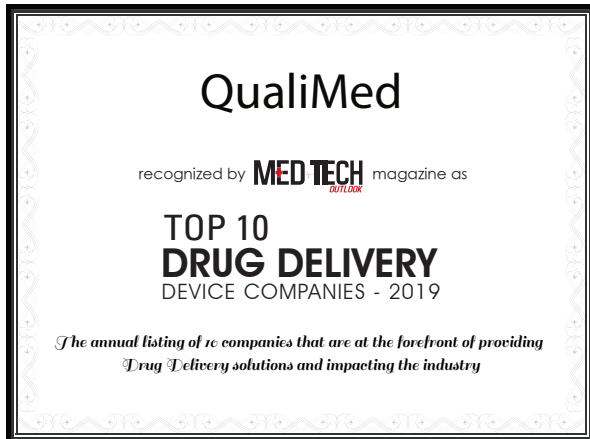 QualiMed
recognized by MED TECH OUTLOOK magazine as
TOP 10
DRUG DELIVERY
DEVICE COMPANIES - 2019
The annual listing of 10 companies that are at the forefront of providing
Drug Delivery solutions and impacting the industry